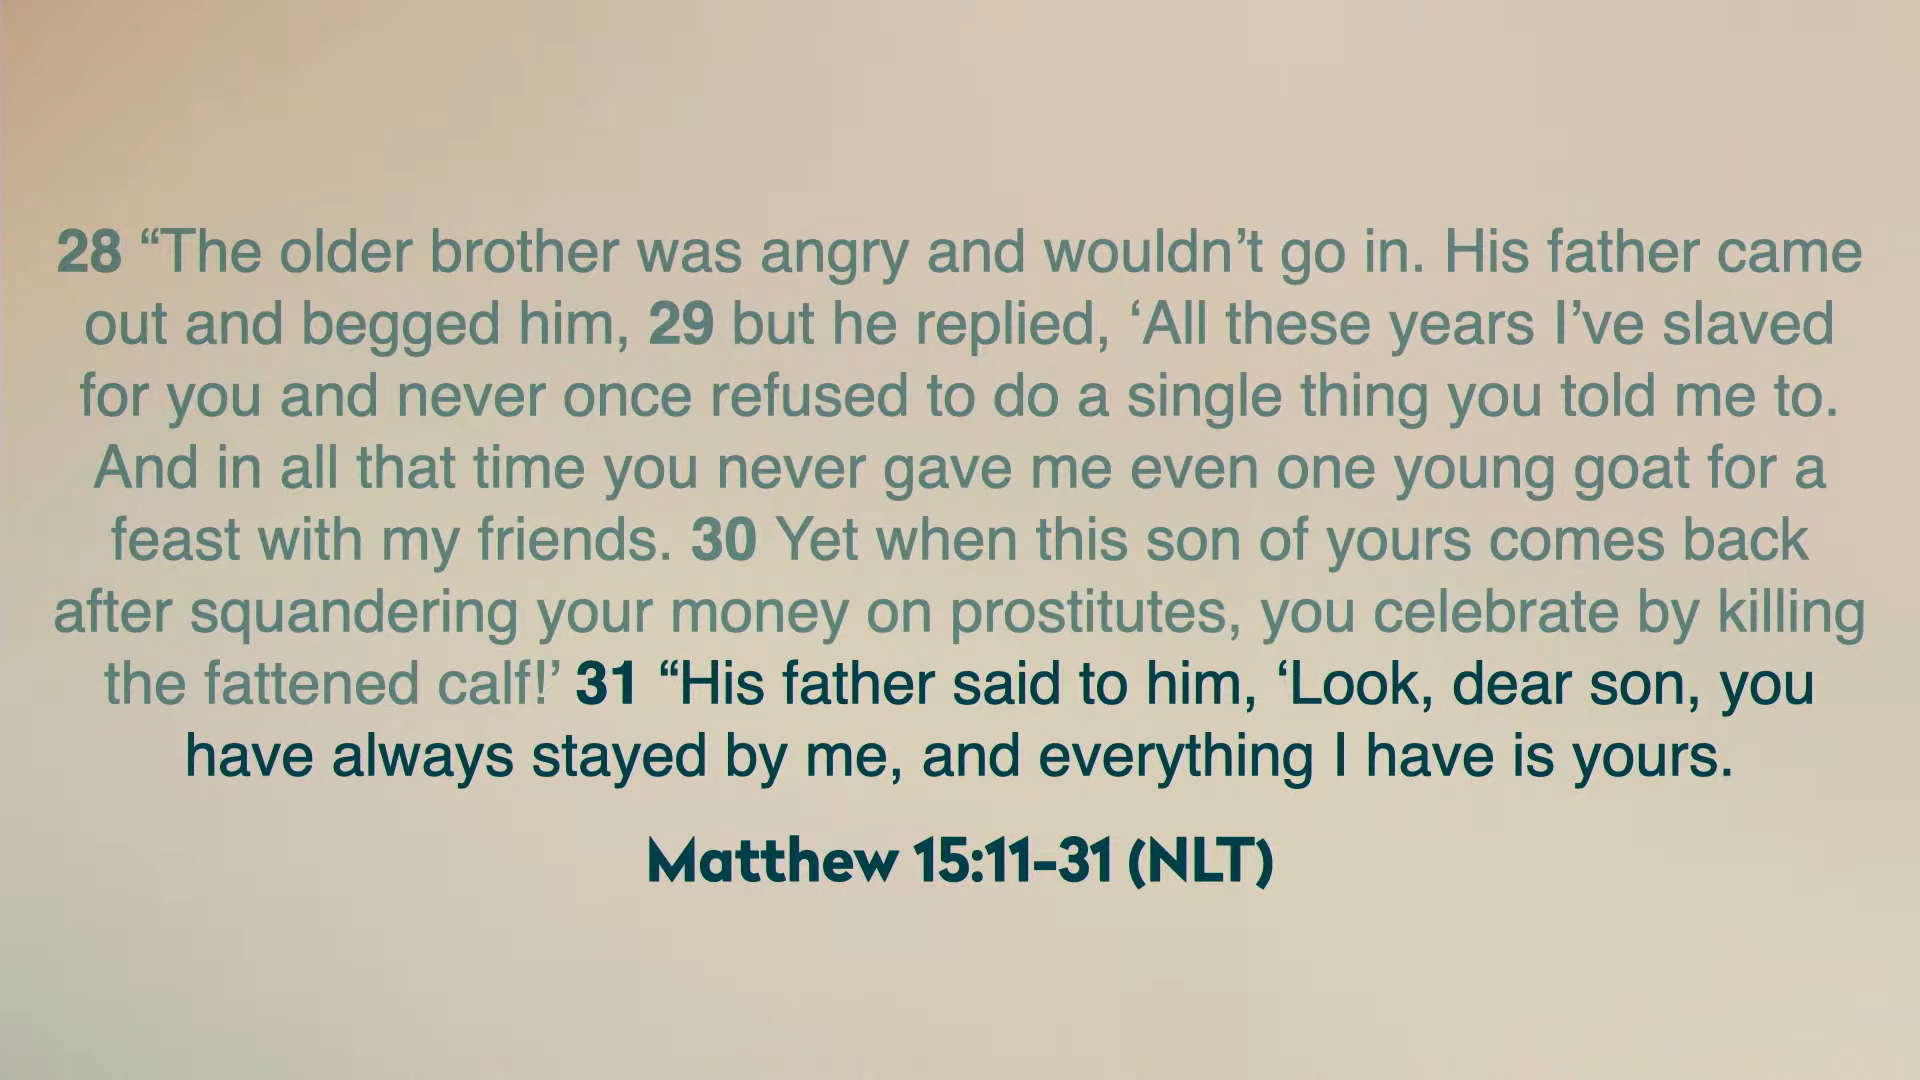 28 “The older brother was angry and wouldn’t go in. His father came
out and begged him, 29 but he replied, ‘All these years I’ve slaved
for you and never once refused to do a single thing you told me to.
And in all that time you never gave me even one young goat for a
feast with my friends. 30 Yet when this son of yours comes back
after squandering your money on prostitutes, you celebrate by killing
the fattened calf!’ 31 “His father said to him, ‘Look, dear son, you
have always stayed by me, and everything I have is yours.
Matthew 15:11-31 (NLT)